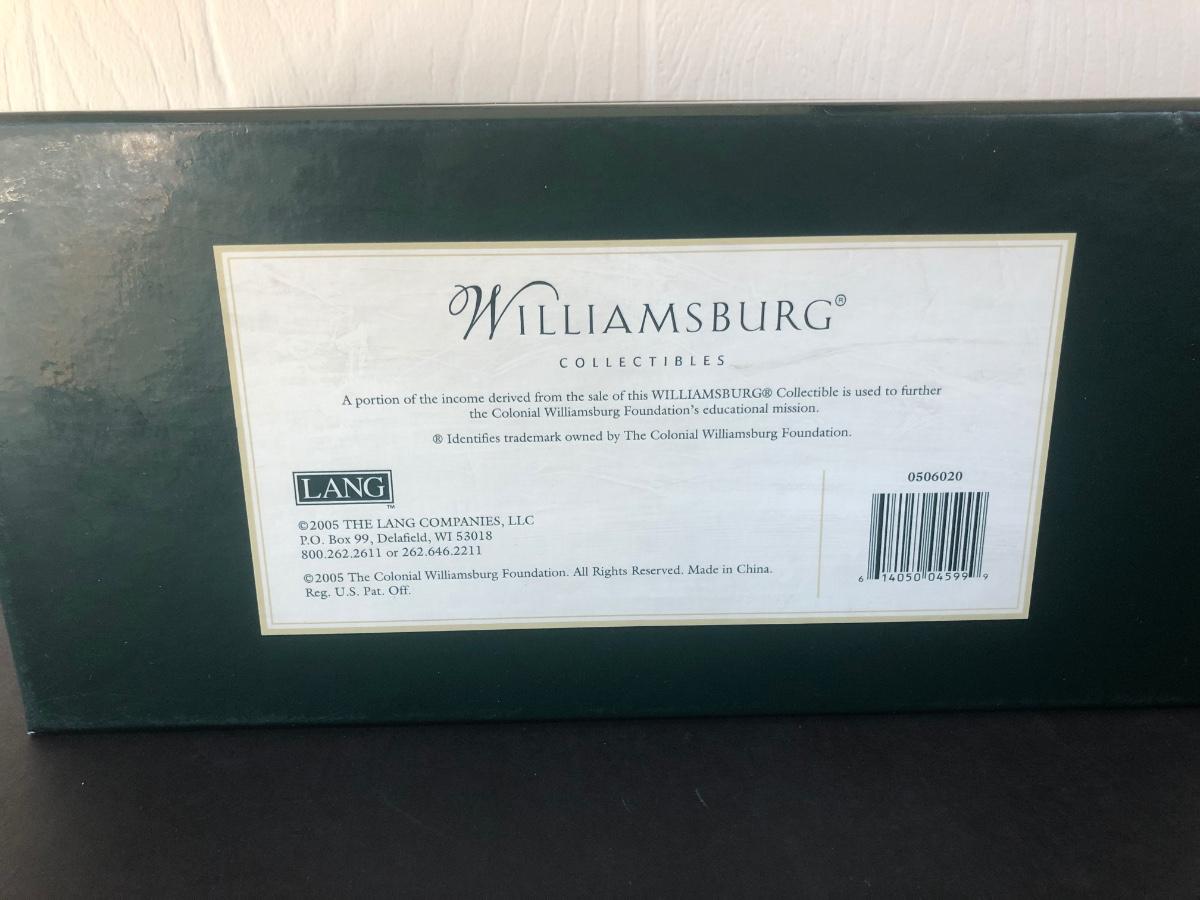 WILLIAMSBURG®
COLLECTIBLES
A portion of the income derived from the sale of this WILLIAMSBURG® Collectible is used to further
the Colonial Williamsburg Foundation's educational mission.
® Identifies trademark owned by The Colonial Williamsburg Foundation.
LANG™
©2005 THE LANG COMPANIES, LLC
P.O. Box 99, Delafield, WI 53018
800.262.2611 or 262.646.2211
©2005 The Colonial Williamsburg Foundation. All Rights Reserved. Made in China.
Reg. U.S. Pat. Off.
0506020
6 14050 04599 9